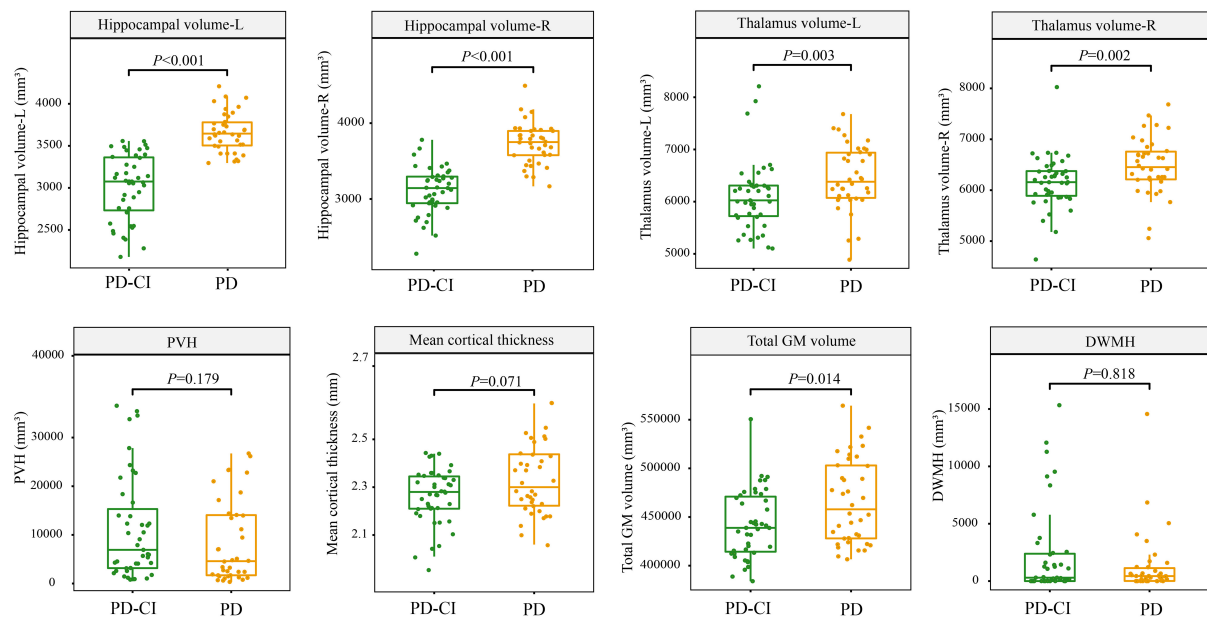 Hippocampal volume-L
P<0.001
Hippocampal volume-L (mm³)
4000
3500
3000
2500
PD-CI
PD
Hippocampal volume-R
P<0.001
Hippocampal volume-R (mm³)
4000
3000
PD-CI
PD
Thalamus volume-L
P=0.003
Thalamus volume-L (mm³)
8000
7000
6000
5000
PD-CI
PD
Thalamus volume-R
P=0.002
Thalamus volume-R (mm³)
8000
7000
6000
5000
PD-CI
PD
PVH
P=0.179
PVH (mm³)
40000
30000
20000
10000
0
PD-CI
PD
Mean cortical thickness
P=0.071
Mean cortical thickness (mm)
2.7
2.5
2.3
2.1
PD-CI
PD
Total GM volume
P=0.014
Total GM volume (mm³)
550000
500000
450000
400000
PD-CI
PD
DWMH
P=0.818
DWMH (mm³)
15000
10000
5000
0
PD-CI
PD